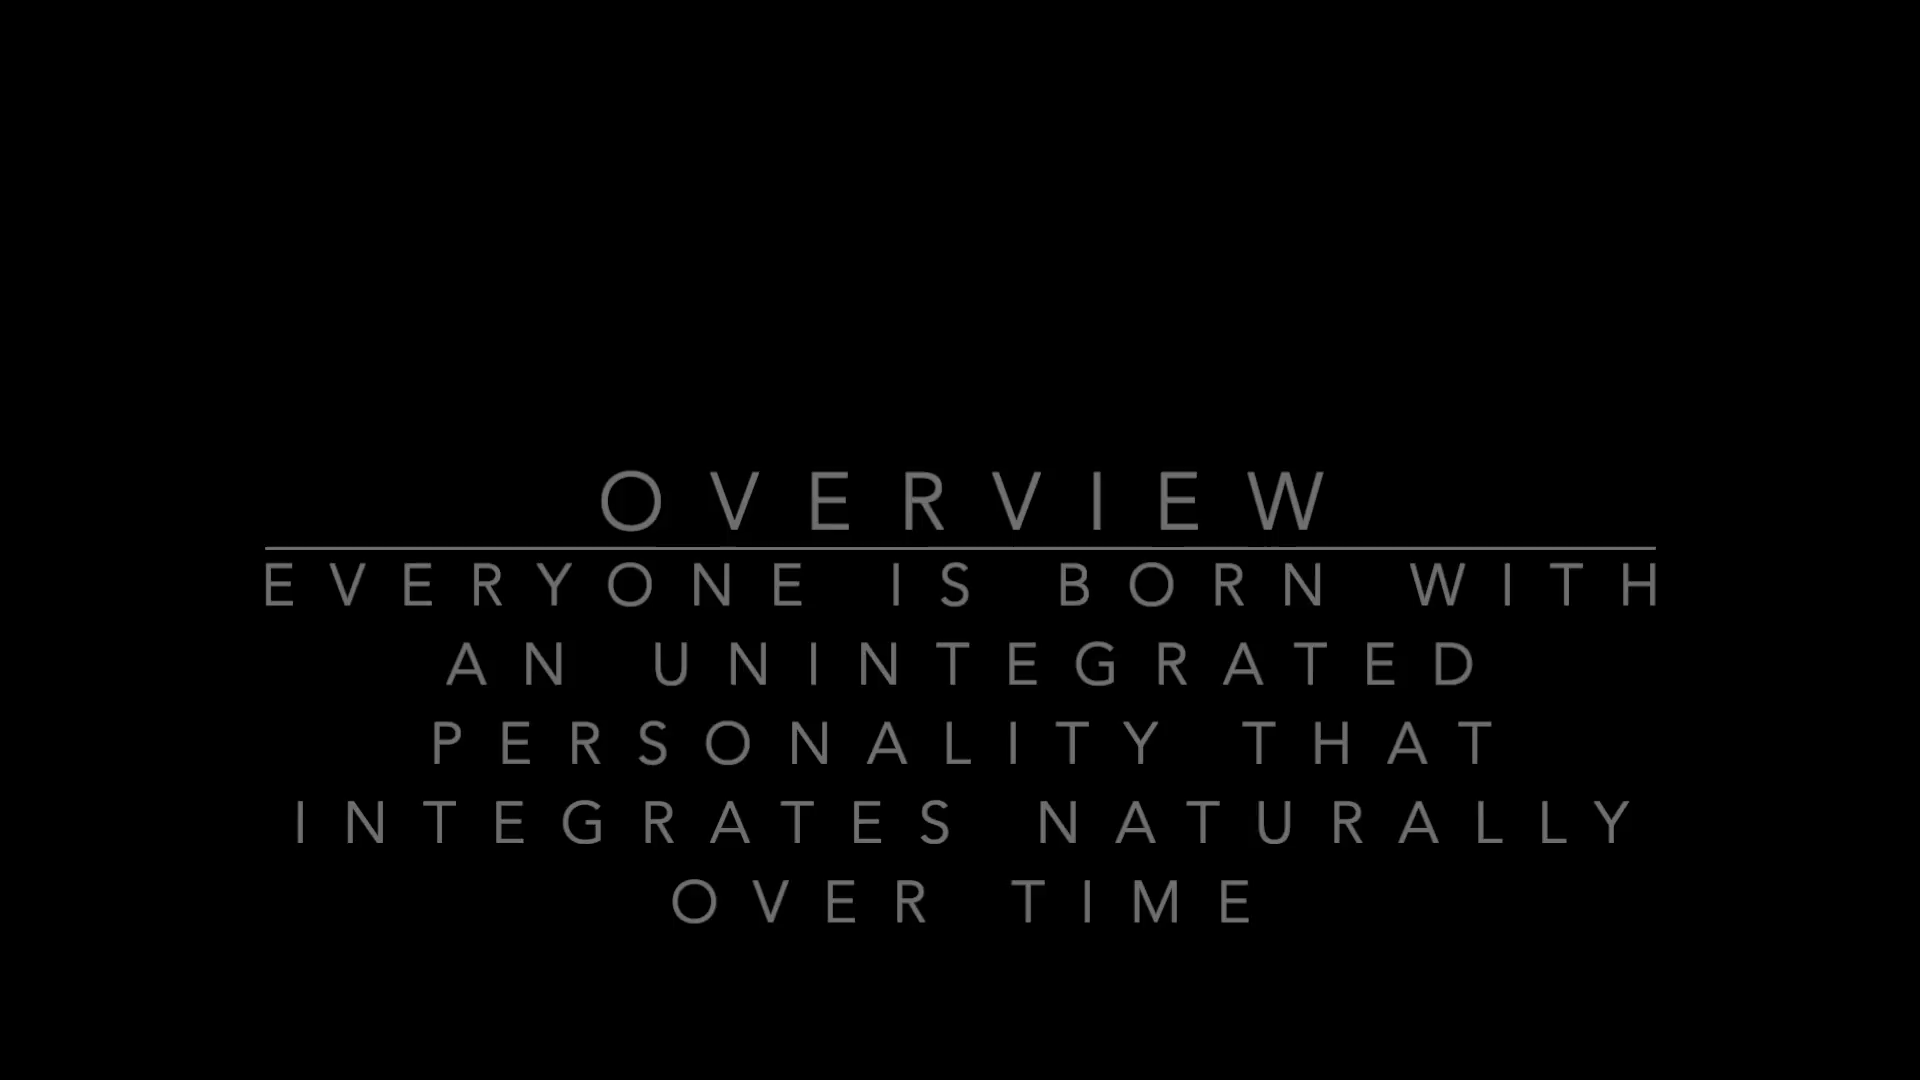 OVERVIEW
EVERYONE IS BORN WITH
AN UNINTEGRATED
PERSONALITY THAT
INTEGRATES NATURALLY
OVER TIME